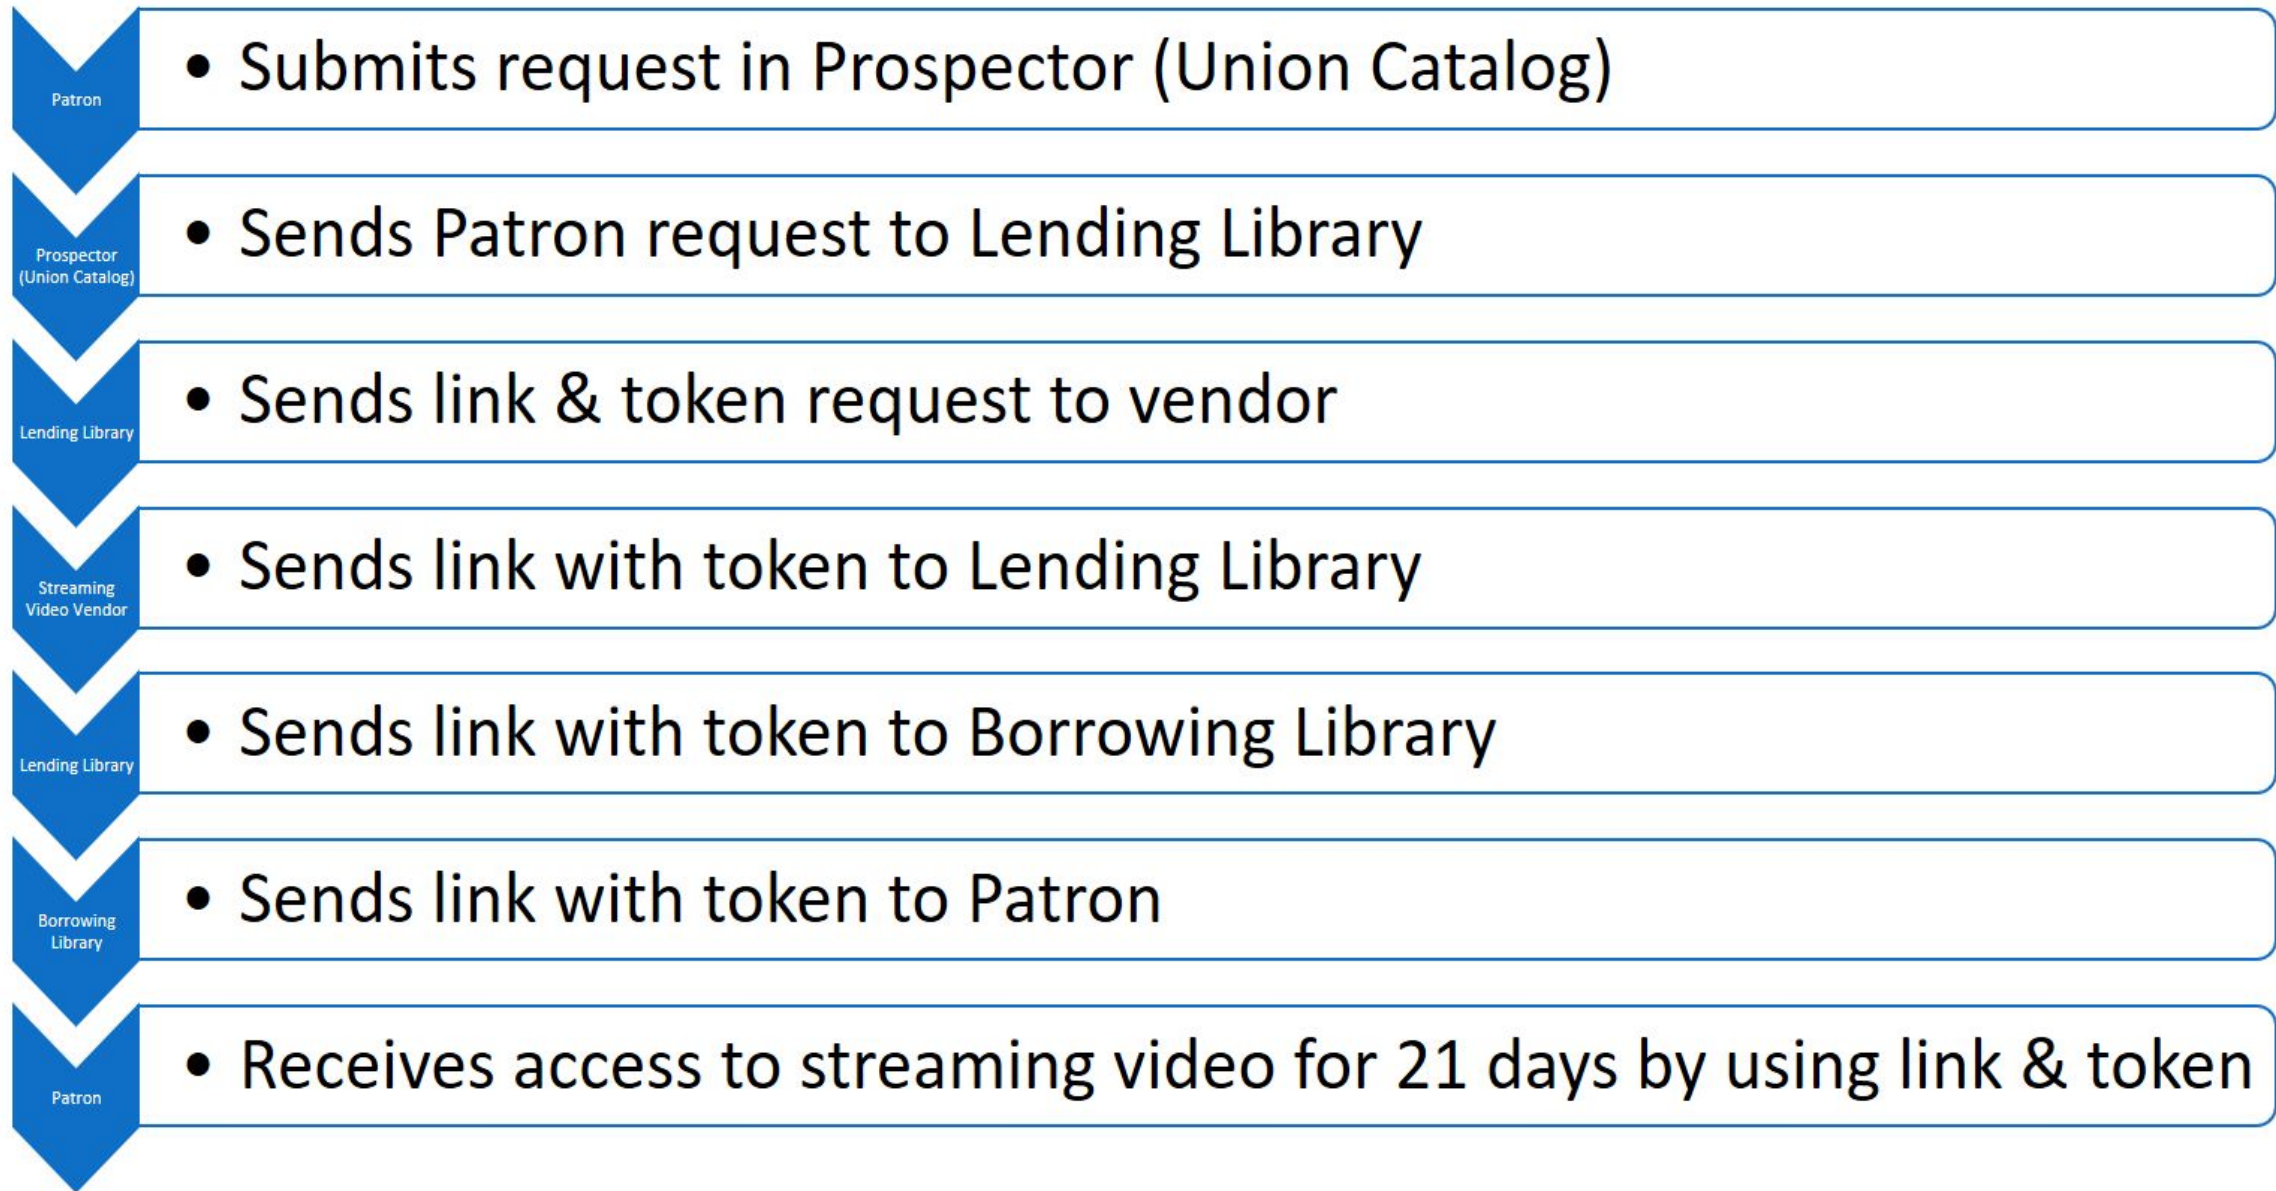 Patron
• Submits request in Prospector (Union Catalog)
Prospector
(Union Catalog)
• Sends Patron request to Lending Library
Lending Library
• Sends link & token request to vendor
Streaming
Video Vendor
• Sends link with token to Lending Library
Lending Library
• Sends link with token to Borrowing Library
Borrowing
Library
• Sends link with token to Patron
Patron
• Receives access to streaming video for 21 days by using link & token